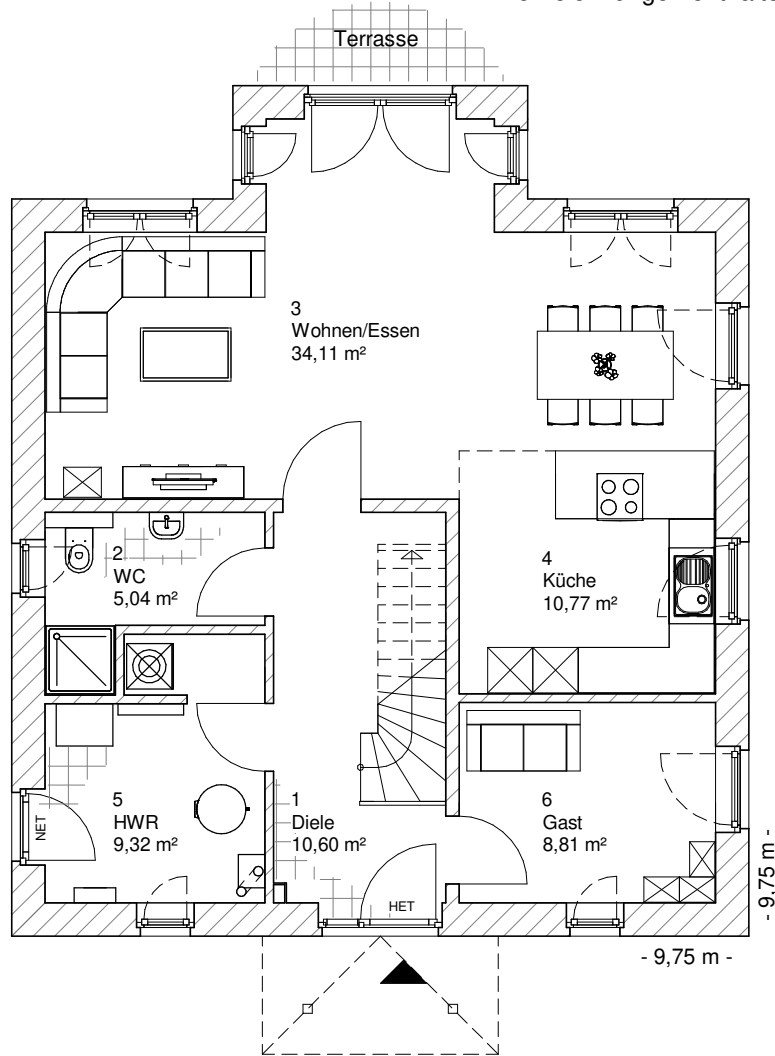 Terrasse
3
Wohnen/Essen
34,11 m²
2
WC
5,04 m²
4
Küche
10,77 m²
5
HWR
9,32 m²
NET
1
Diele
10,60 m²
HET
6
Gast
8,81 m²
- 9,75 m -
- 9,75 m -